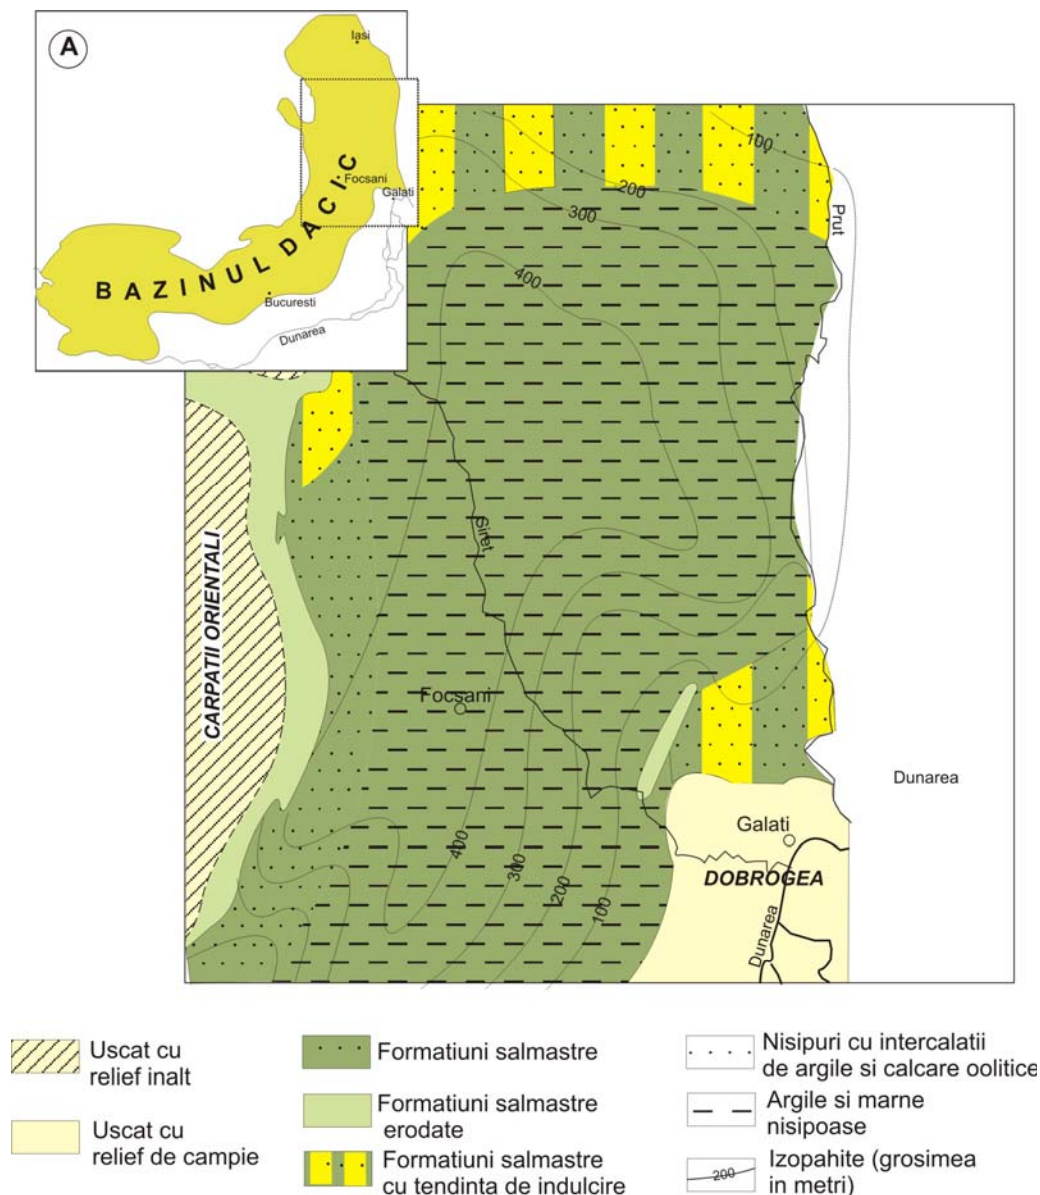 A
Iasi
Focsani
Galati
BAZINUL DACIC
Bucuresti
Dunarea
100
200
300
400
Prut
Siret
CARPATII ORIENTALI
Focsani
Dunarea
Galati
DOBROGEA
Dunarea
400
300
200
100
Uscat cu
relief inalt
Uscat cu
relief de campie
Formatiuni salmastre
Formatiuni salmastre
erodate
Formatiuni salmastre
cu tendinta de indulcire
Nisipuri cu intercalatii
de argile si calcare oolitice
Argile si marne
nisipoase
200
Izopahite (grosimea
in metri)